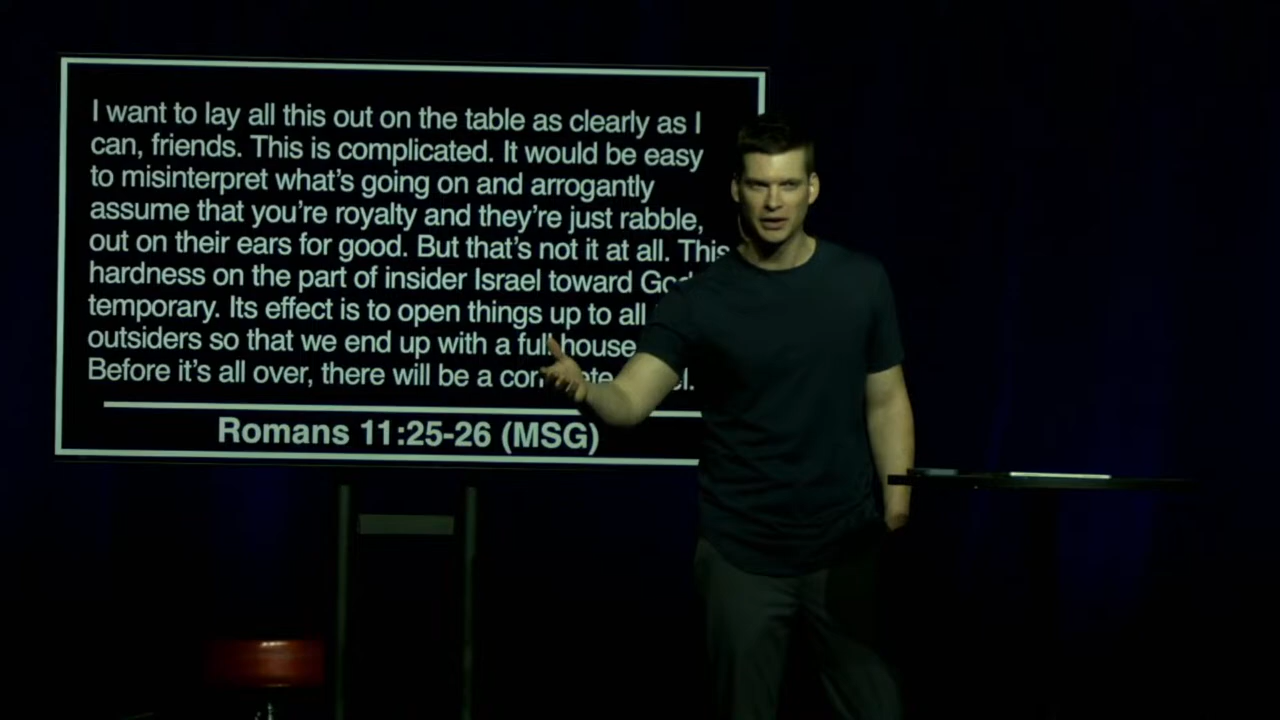 I want to lay all this out on the table as clearly as I
can, friends. This is complicated. It would be easy
to misinterpret what's going on and arrogantly
assume that you're royalty and they're just rabble,
out on their ears for good. But that's not it at all. This
hardness on the part of insider Israel toward
temporary. Its effect is to open things up to all
outsiders so that we end up with a full house
Before it's all over, there will be a
Romans 11:25-26 (MSG)